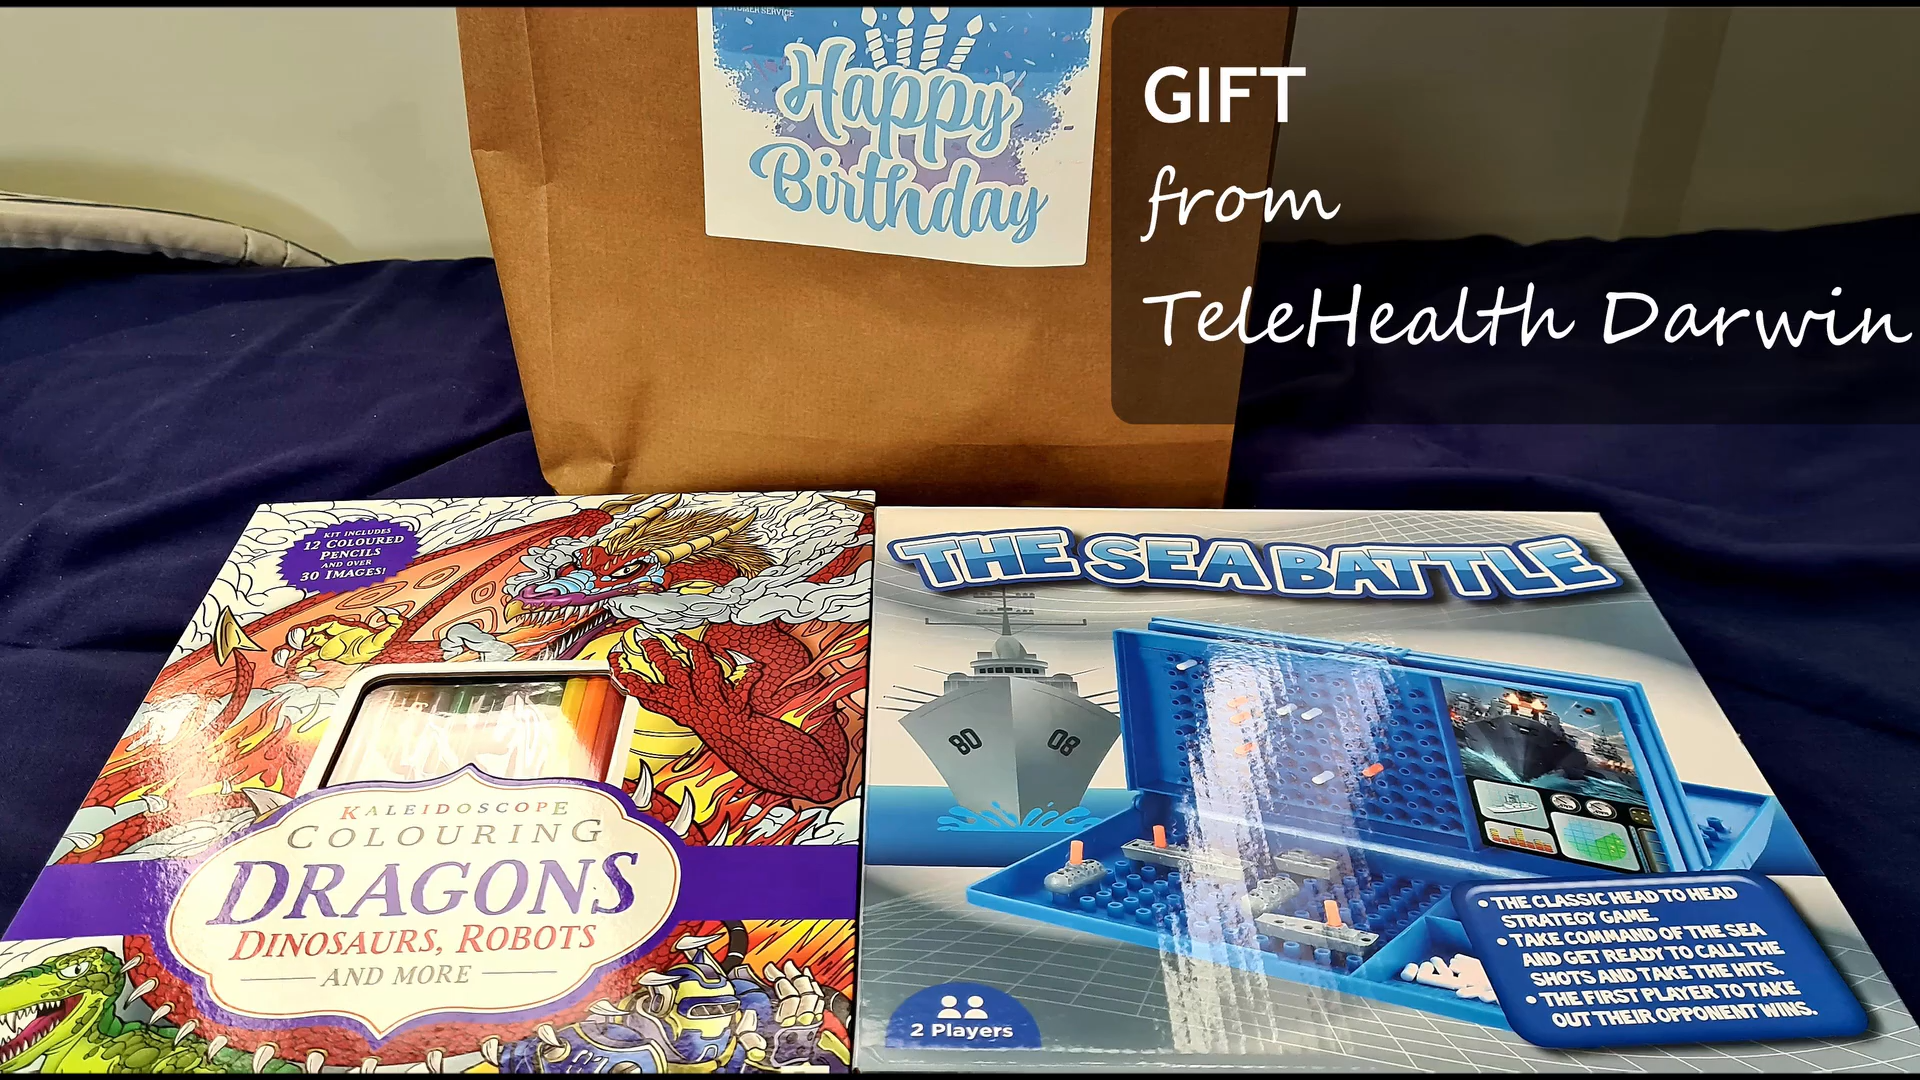 CUSTOMER SERVICE
Happy
Birthday
GIFT
from
TeleHealth Darwin
KIT INCLUDES
12 COLOURED
PENCILS
AND OVER
30 IMAGES!
KALEIDOSCOPE
COLOURING
DRAGONS
DINOSAURS, ROBOTS
AND MORE
THE SEA BATTLE
80 08
2 Players
• THE CLASSIC HEAD TO HEAD
STRATEGY GAME.
• TAKE COMMAND OF THE SEA
AND GET READY TO CALL THE
SHOTS AND TAKE THE HITS.
• THE FIRST PLAYER TO TAKE
OUT THEIR OPPONENT WINS.